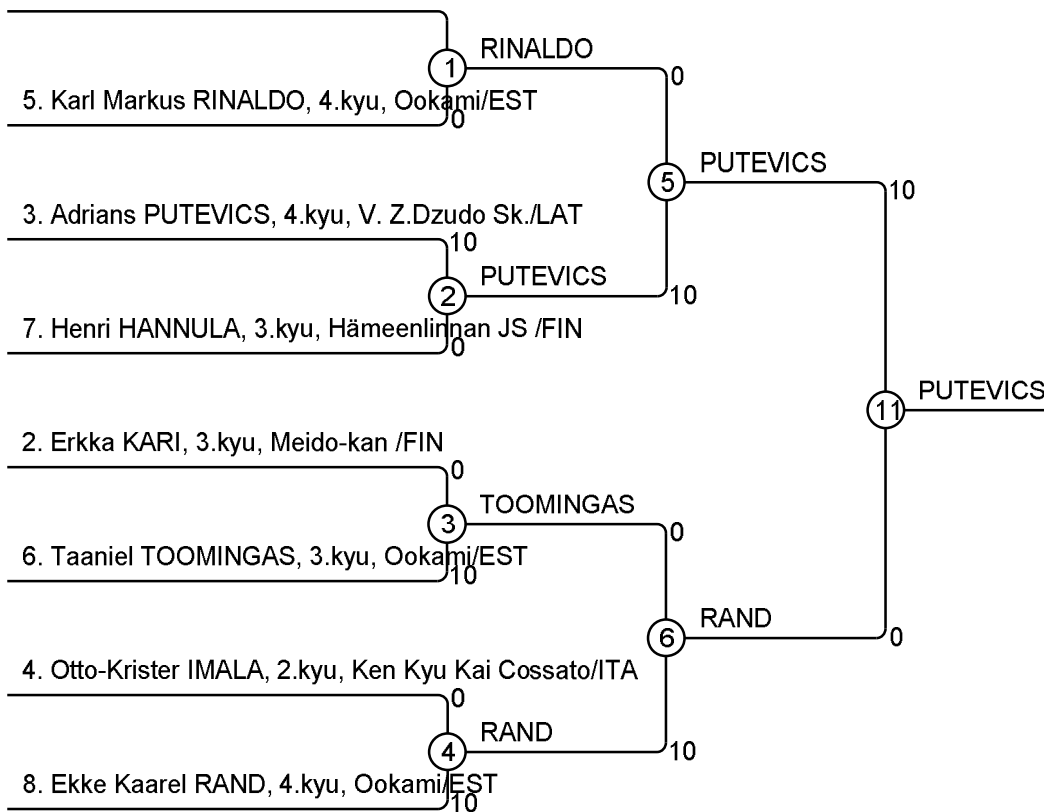 RINALDO
1
0
5. Karl Markus RINALDO, 4.kyu, Ookami/EST
0
PUTEVICS
5
10
3. Adrians PUTEVICS, 4.kyu, V. Z.Dzudo Sk./LAT
10
PUTEVICS
2
10
7. Henri HANNULA, 3.kyu, Hämeenlinnan JS /FIN
0
PUTEVICS
11
2. Erkka KARI, 3.kyu, Meido-kan /FIN
0
TOOMINGAS
3
0
6. Taaniel TOOMINGAS, 3.kyu, Ookami/EST
10
RAND
6
0
4. Otto-Krister IMALA, 2.kyu, Ken Kyu Kai Cossato/ITA
0
RAND
4
10
8. Ekke Kaarel RAND, 4.kyu, Ookami/EST
10